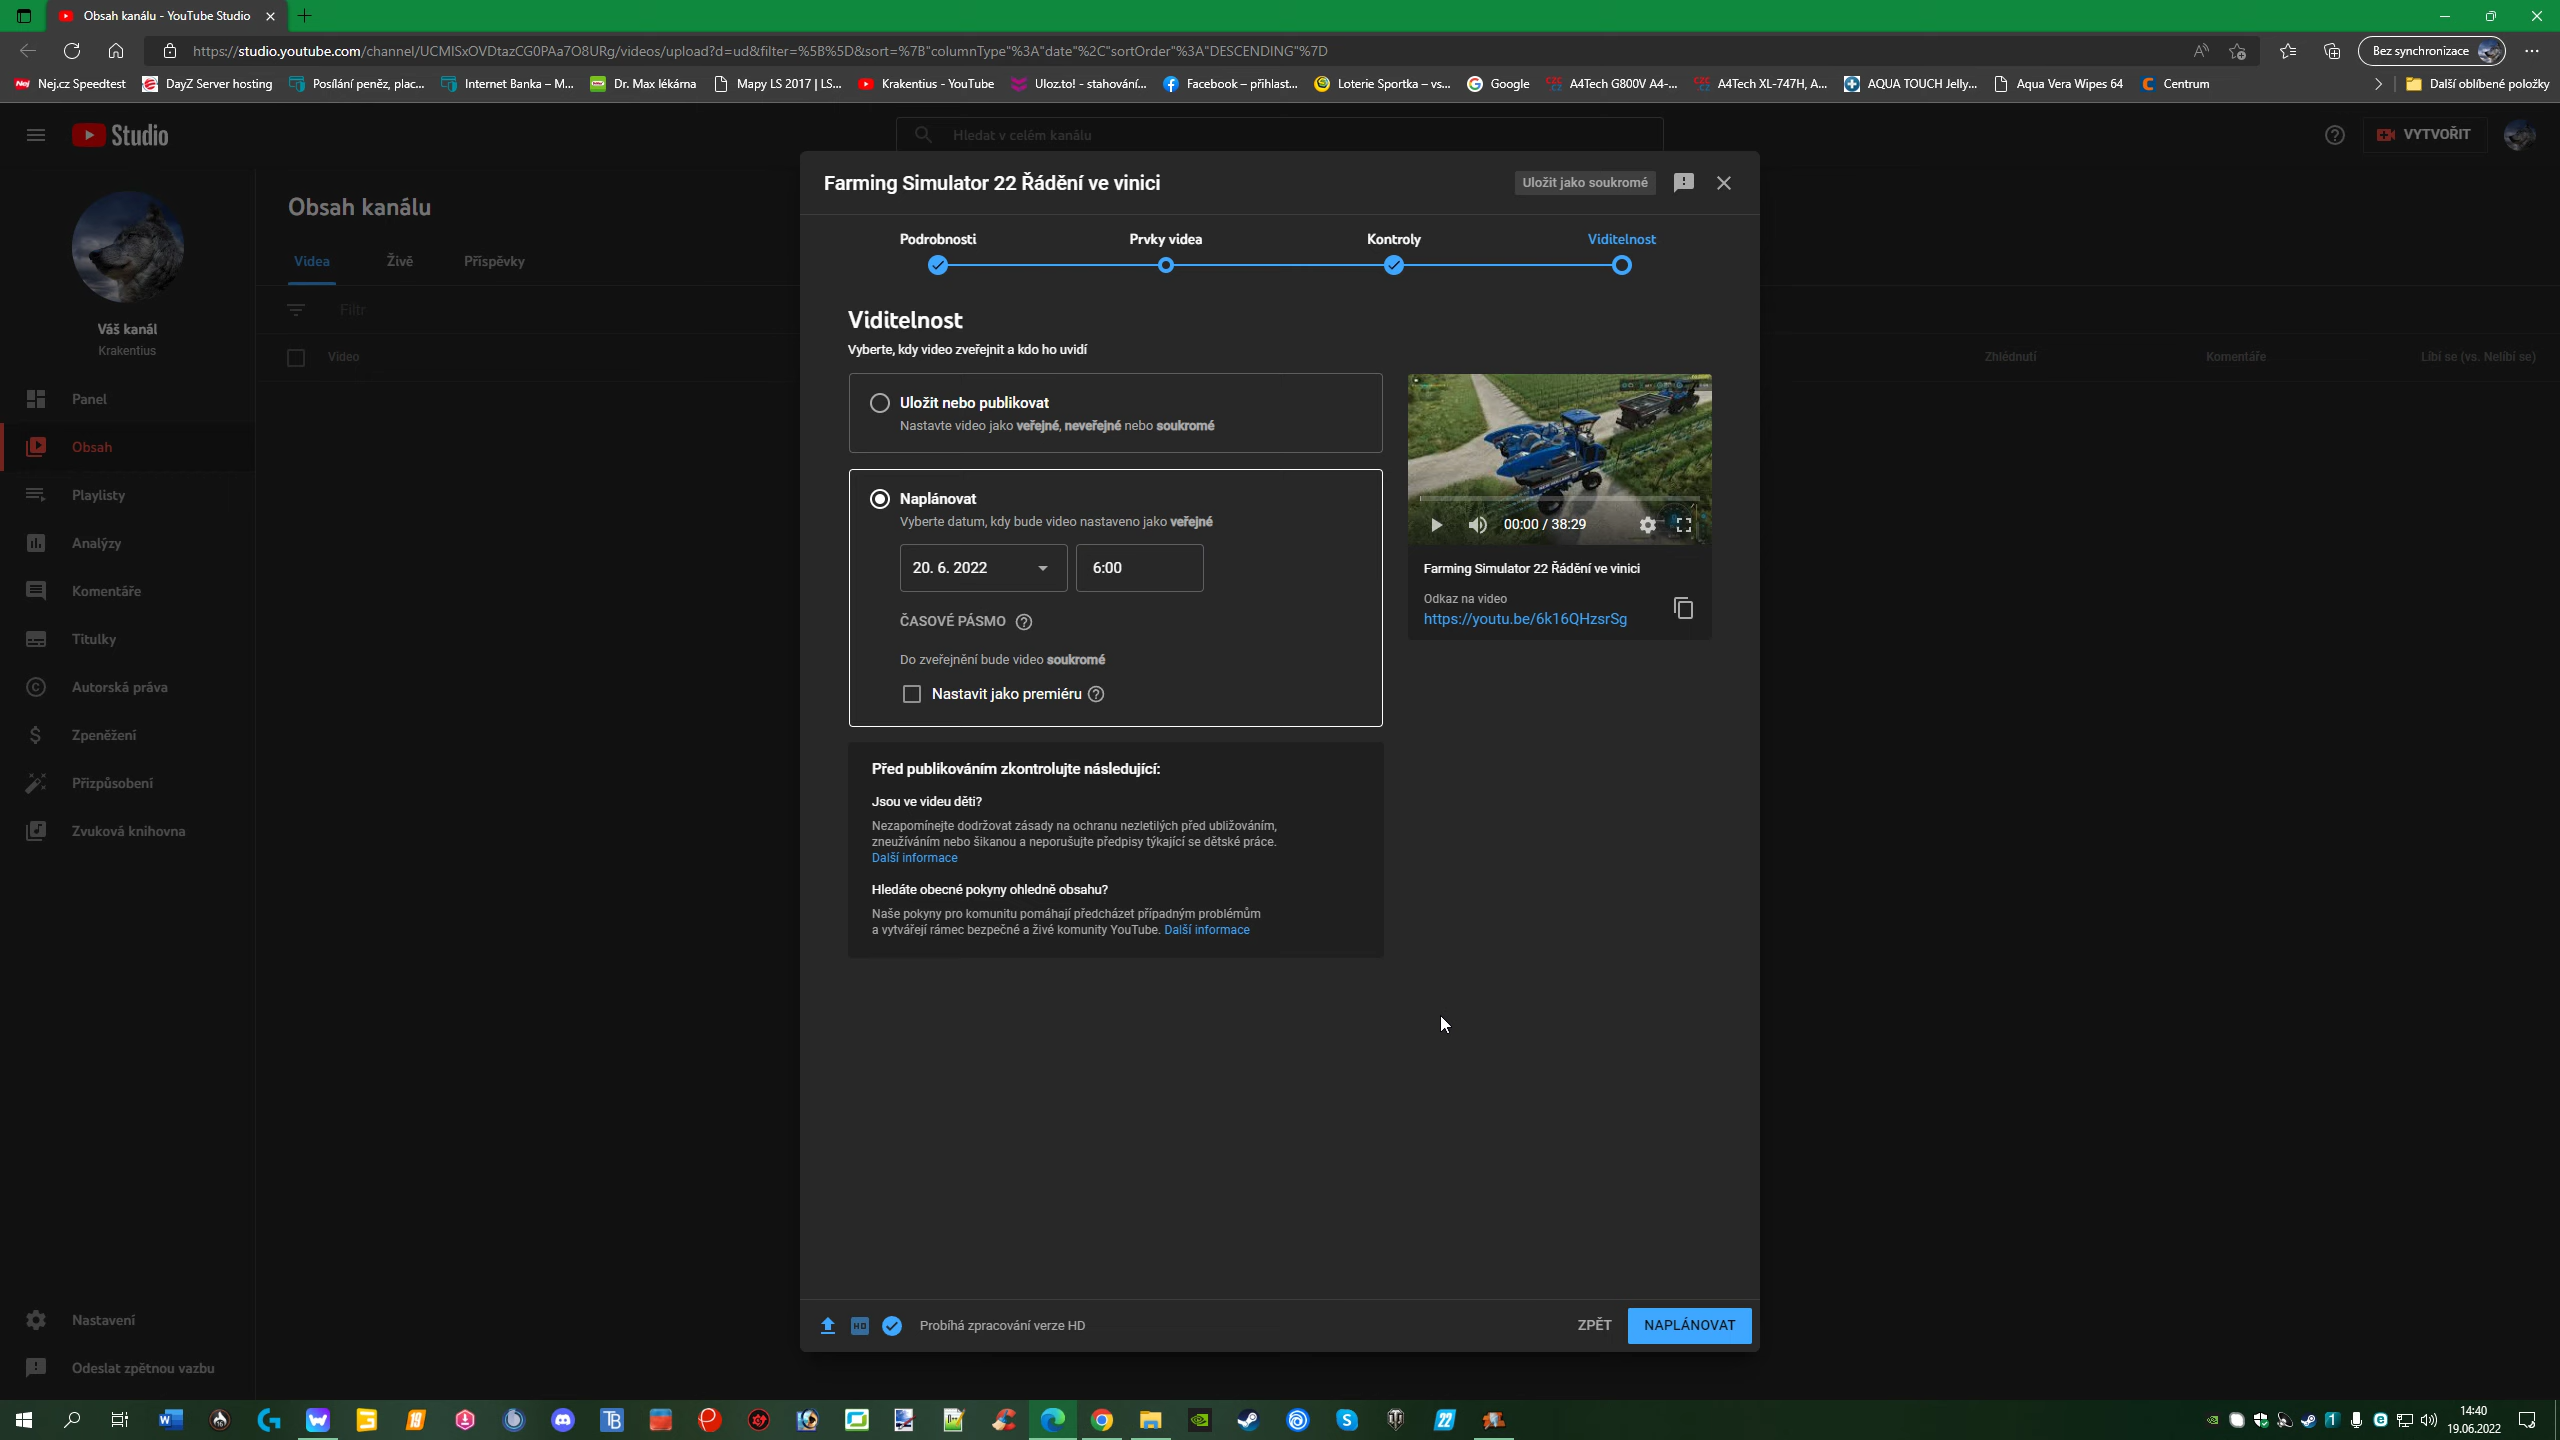 Obsah kanálu - YouTube Studio
https://studio.youtube.com/channel/UCMISxOVDtazCG0PAa7O8URg/videos/upload?d=ud&filter=%5B%5D&sort=%7B"columnType"%3A"date"%2C"sortOrder"%3A"DESCENDING"%7D
Bez synchronizace
Nej.cz Speedtest
DayZ Server hosting
Posílání peněz, plac...
Internet Banka – M...
Dr. Max lékárna
Mapy LS 2017 | LS...
Krakentius - YouTube
Uloz.to! - stahování...
Facebook – přihlast...
Loterie Sportka – vs...
Google
A4Tech G800V A4-...
A4Tech XL-747H, A...
AQUA TOUCH Jelly...
Aqua Vera Wipes 64
Centrum
Další oblíbené položky
Studio
Hledat v celém kanálu
VYTVOŘIT
Váš kanál
Krakentius
Panel
Obsah
Playlisty
Analýzy
Komentáře
Titulky
Autorská práva
Zpeněžení
Přizpůsobení
Zvuková knihovna
Nastavení
Odeslat zpětnou vazbu
Obsah kanálu
Videa
Živě
Příspěvky
Filtr
Video
Zhlédnutí
Komentáře
Líbí se (vs. Nelíbí se)
Farming Simulator 22 Řádění ve vinici
Uložit jako soukromé
Podrobnosti
Prvky videa
Kontroly
Viditelnost
Viditelnost
Vyberte, kdy video zveřejnit a kdo ho uvidí
Uložit nebo publikovat
Nastavte video jako veřejné, neveřejné nebo soukromé
Naplánovat
Vyberte datum, kdy bude video nastaveno jako veřejné
20. 6. 2022
6:00
ČASOVÉ PÁSMO
Do zveřejnění bude video soukromé
Nastavit jako premiéru
Před publikováním zkontrolujte následující:
Jsou ve videu děti?
Nezapomínejte dodržovat zásady na ochranu nezletilých před ubližováním,
zneužíváním nebo šikanou a neporušujte předpisy týkající se dětské práce.
Další informace
Hledáte obecné pokyny ohledně obsahu?
Naše pokyny pro komunitu pomáhají předcházet případným problémům
a vytvářejí rámec bezpečné a živé komunity YouTube. Další informace
00:00 / 38:29
Farming Simulator 22 Řádění ve vinici
Odkaz na video
https://youtu.be/6k16QHzsrSg
HD
Probíhá zpracování verze HD
ZPĚT
NAPLÁNOVAT
14:40
19.06.2022